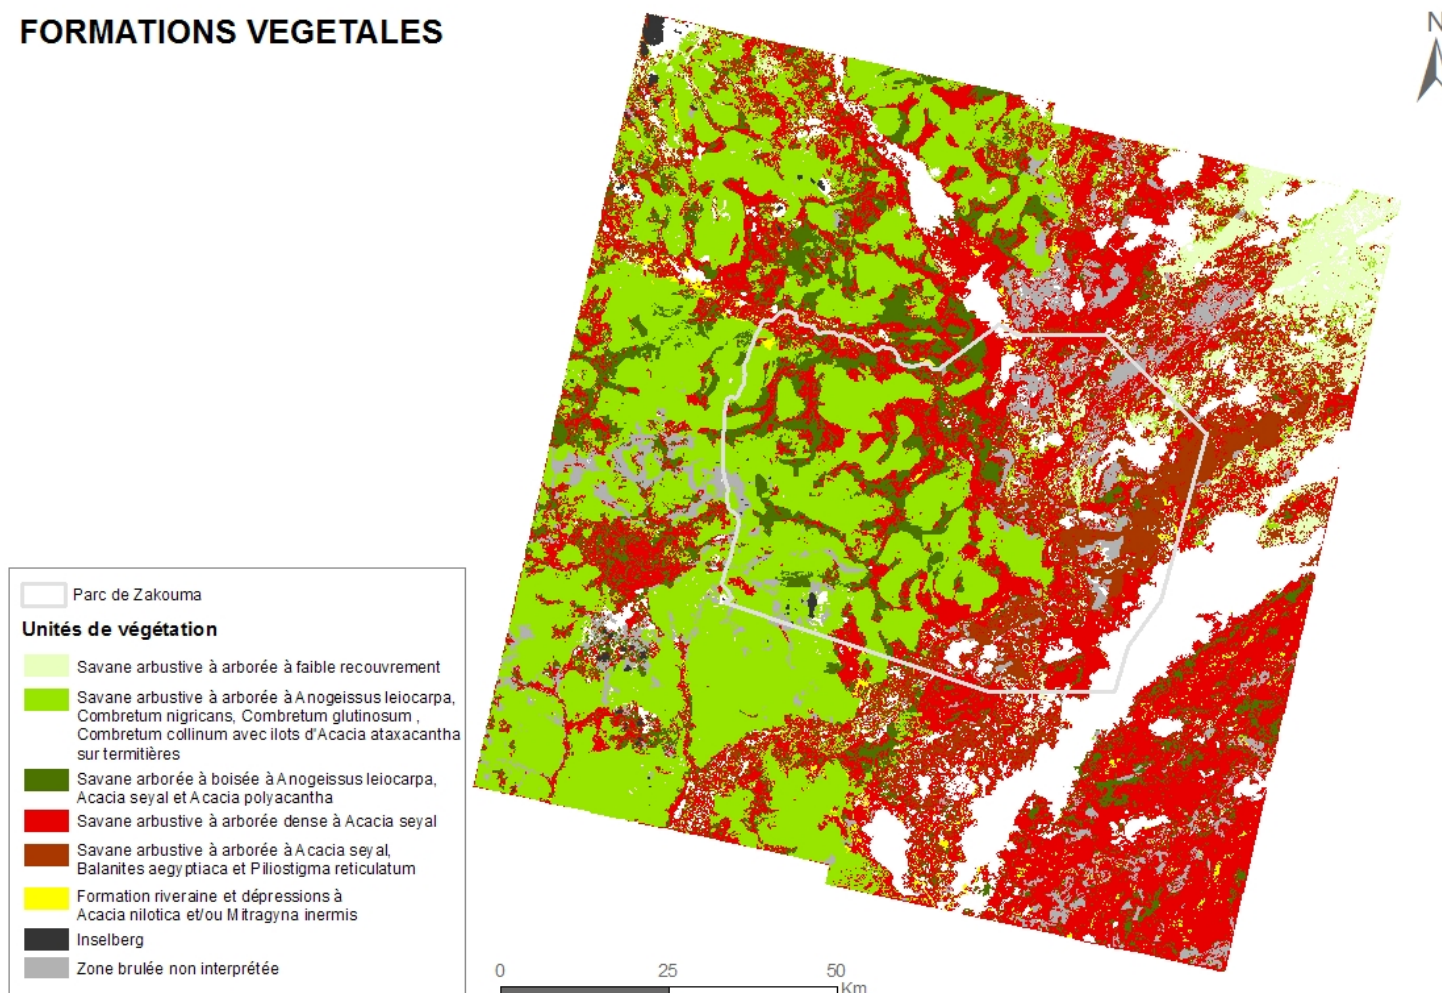 FORMATIONS VEGETALES
N
Parc de Zakouma
Unités de végétation
Savane arbustive à arborée à faible recouvrement
Savane arbustive à arborée à Anogeissus leiocarpa,
Combretum nigricans, Combretum glutinosum ,
Combretum collinum avec ilots d'Acacia ataxacantha
sur termitières
Savane arborée à boisée à Anogeissus leiocarpa,
Acacia seyal et Acacia polyacantha
Savane arbustive à arborée dense à Acacia seyal
Savane arbustive à arborée à Acacia seyal,
Balanites aegyptiaca et Piliostigma reticulatum
Formation riveraine et dépressions à
Acacia nilotica et/ou Mitragyna inermis
Inselberg
Zone brulée non interprétée
0 25 50
Km